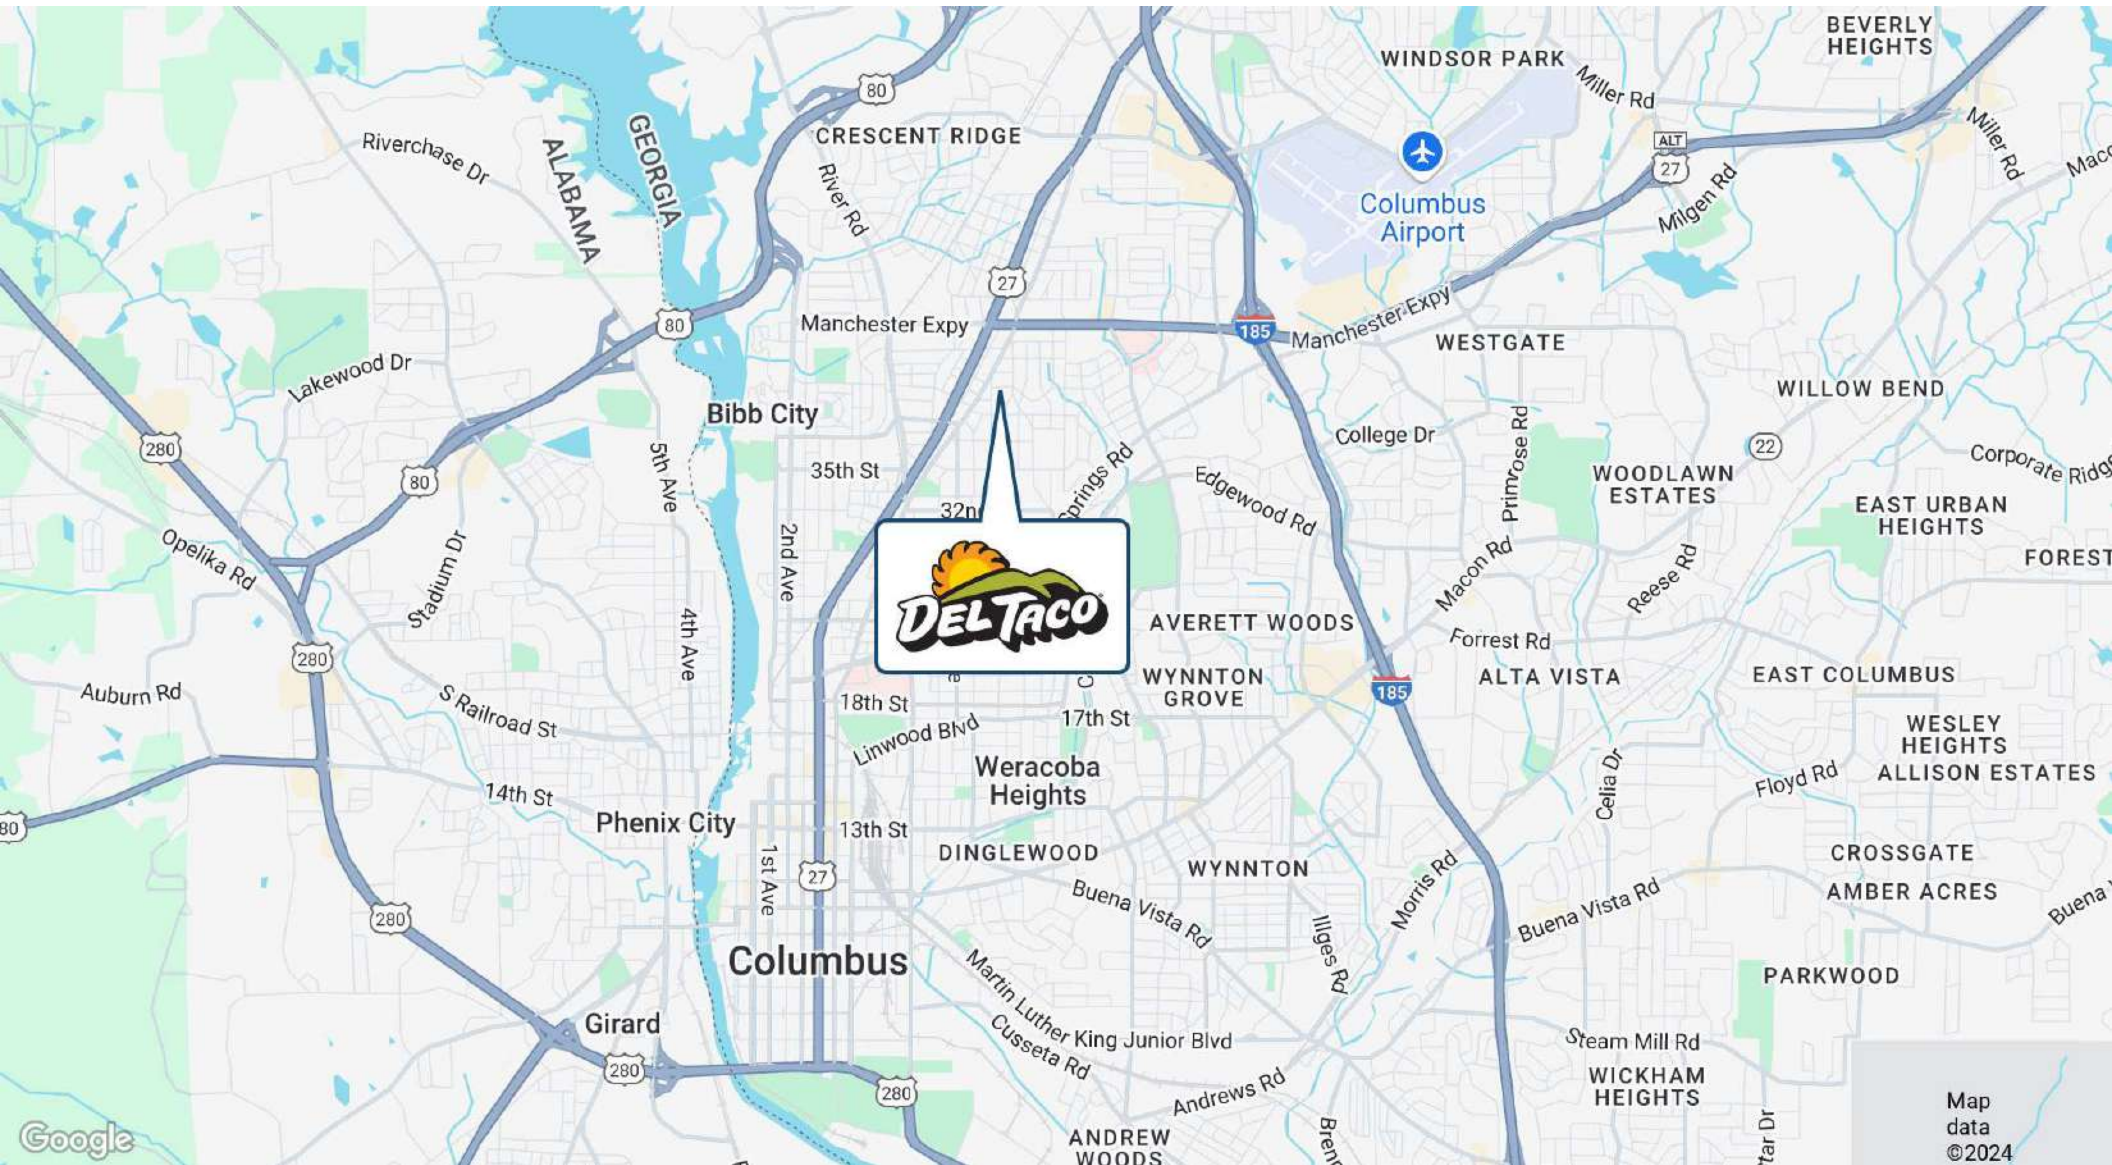 BEVERLY
HEIGHTS
WINDSOR PARK
Miller Rd
80
CRESCENT RIDGE
GEORGIA
ALABAMA
Riverchase Dr
River Rd
ALT
27
Miller Rd
Milgen Rd
Columbus
Airport
27
80
Manchester Expy
185
Manchester Expy
WESTGATE
Lakewood Dr
WILLOW BEND
Bibb City
280
80
5th Ave
35th St
Springs Rd
College Dr
Edgewood Rd
Primrose Rd
22
WOODLAWN
ESTATES
Corporate Ridge
EAST URBAN
HEIGHTS
FOREST
Opelika Rd
Stadium Dr
2nd Ave
32nd
DEL TACO
Macon Rd
Reese Rd
4th Ave
AVERETT WOODS
Forrest Rd
280
Auburn Rd
S Railroad St
18th St
Linwood Blvd
17th St
WYNNTON
GROVE
185
ALTA VISTA
EAST COLUMBUS
WESLEY
HEIGHTS
ALLISON ESTATES
Weracoba
Heights
Celia Dr
Floyd Rd
14th St
80
Phenix City
13th St
1st Ave
27
DINGLEWOOD
WYNNTON
Morris Rd
CROSSGATE
AMBER ACRES
Buena Vista Rd
Buena Vista Rd
Buena
280
Illges Rd
Columbus
Martin Luther King Junior Blvd
Cusseta Rd
PARKWOOD
Girard
280
280
Steam Mill Rd
WICKHAM
HEIGHTS
Andrews Rd
ANDREW
WOODS
Google
Map
data
©2024